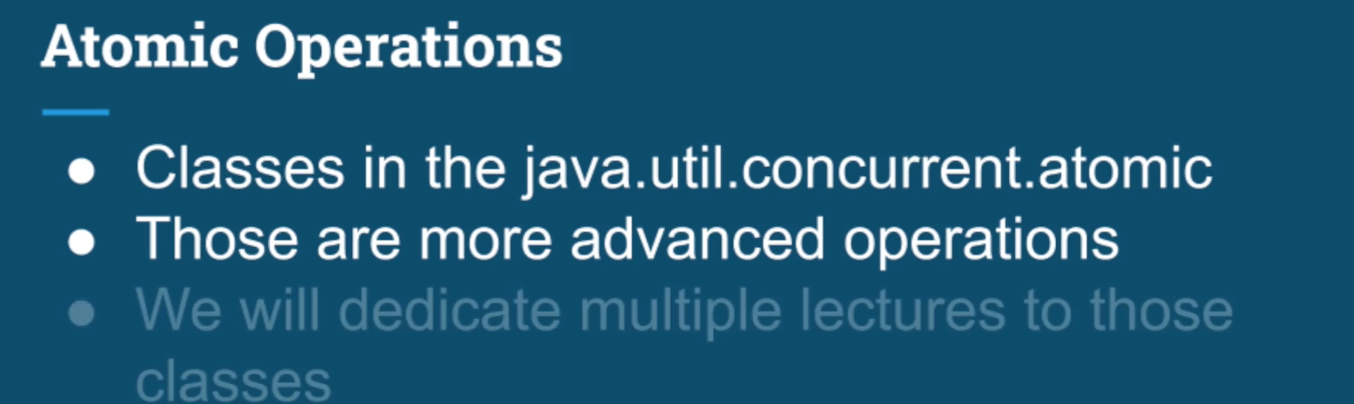 Atomic Operations
● Classes in the java.util.concurrent.atomic
● Those are more advanced operations
● We will dedicate multiple lectures to those
classes